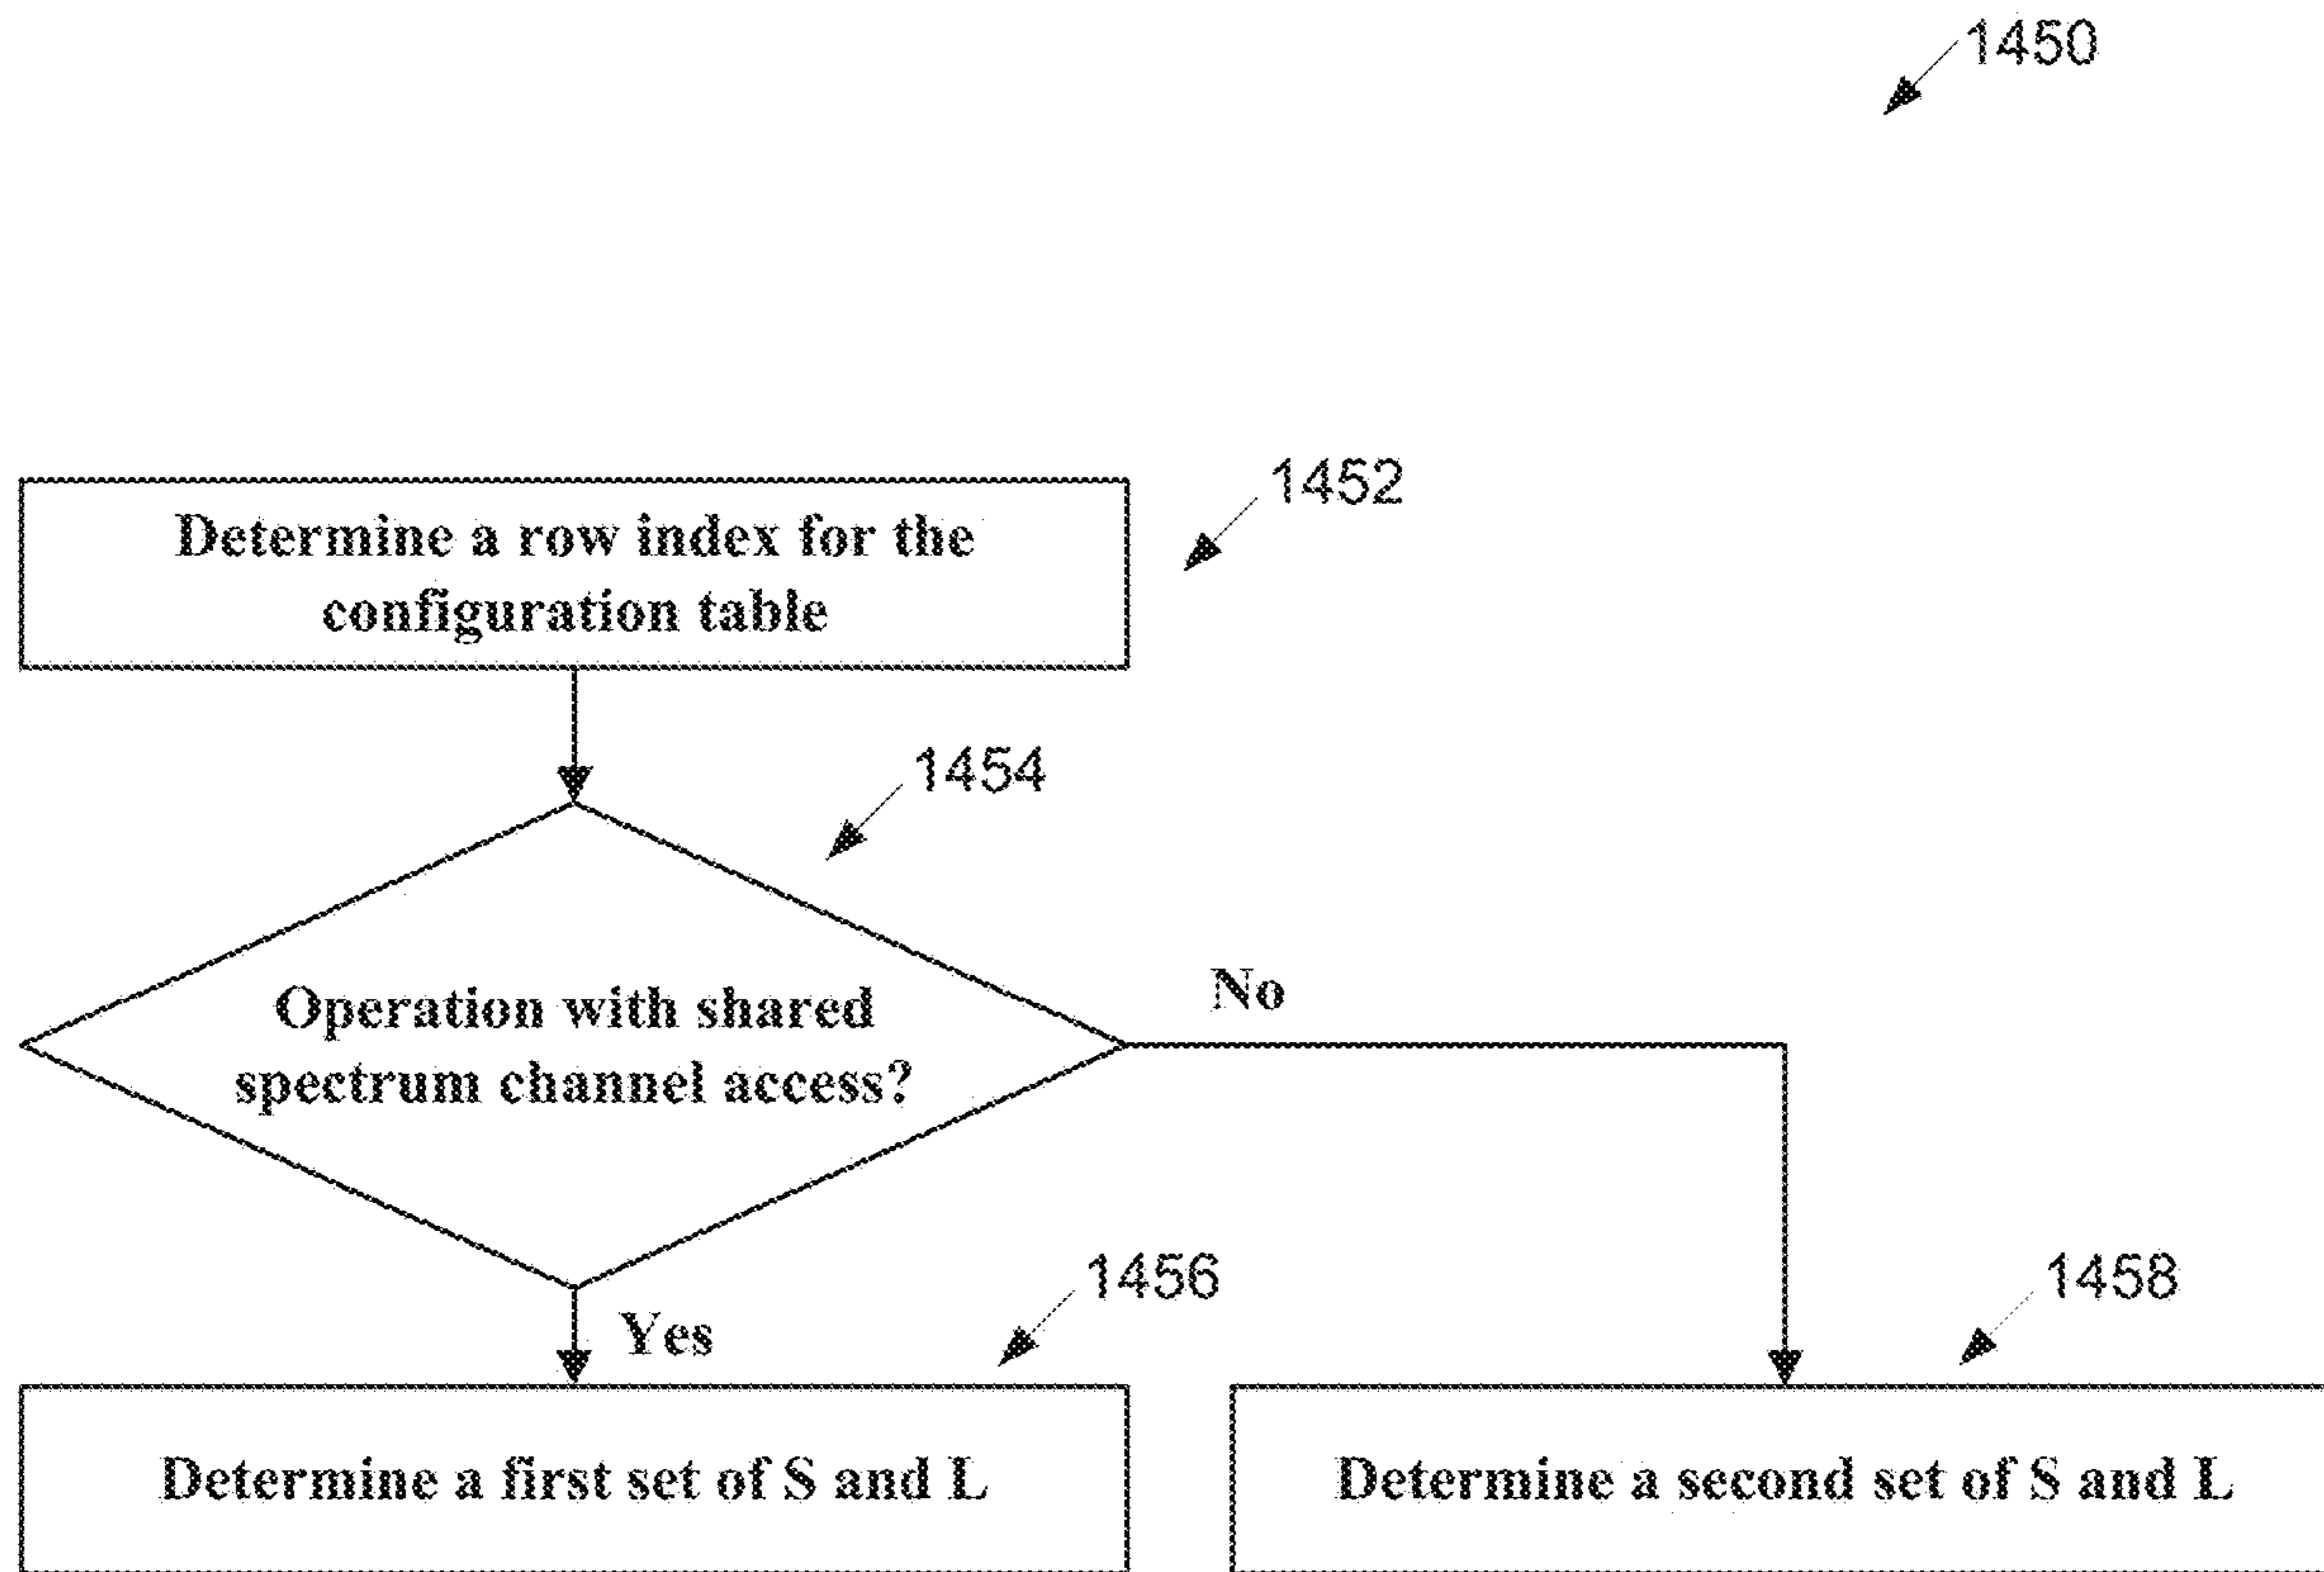 1450
1452
Determine a row index for the
configuration table
1454
Operation with shared
spectrum channel access?
No
Yes
1456
1458
Determine a first set of S and L
Determine a second set of S and L